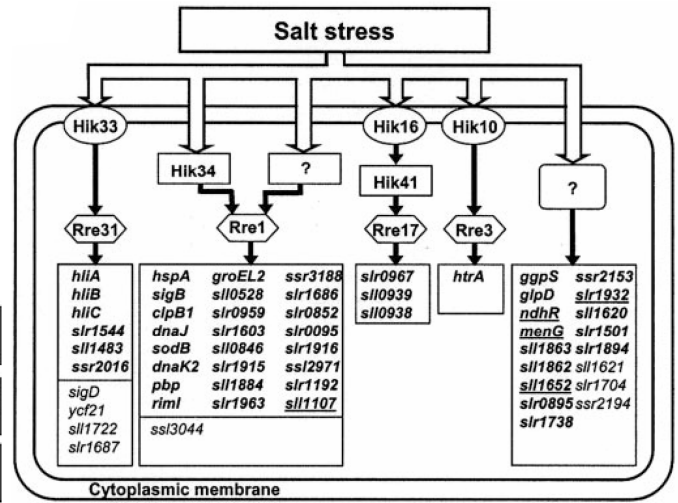 Salt stress
Hik33 Hik16 Hik10
Hik34 ? Hik41 ?
Rre31 Rre1 Rre17 Rre3
hliA
hliB
hliC
slr1544
sll1483
ssr2016
sigD
ycf21
sll1722
slr1687
hspA groEL2 ssr3188
sigB sll0528 slr1686
clpB1 slr0959 slr0852
dnaJ slr1603 slr0095
sodB sll0846 slr1916
dnaK2 slr1915 ssl2971
pbp sll1884 slr1192
rimI slr1963 sll1107
ssl3044
slr0967
sll0939
sll0938
htrA
ggpS ssr2153
glpD slr1932
ndhR sll1620
menG slr1501
sll1863 slr1894
sll1862 sll1621
sll1652 slr1704
slr0895 ssr2194
slr1738
Cytoplasmic membrane